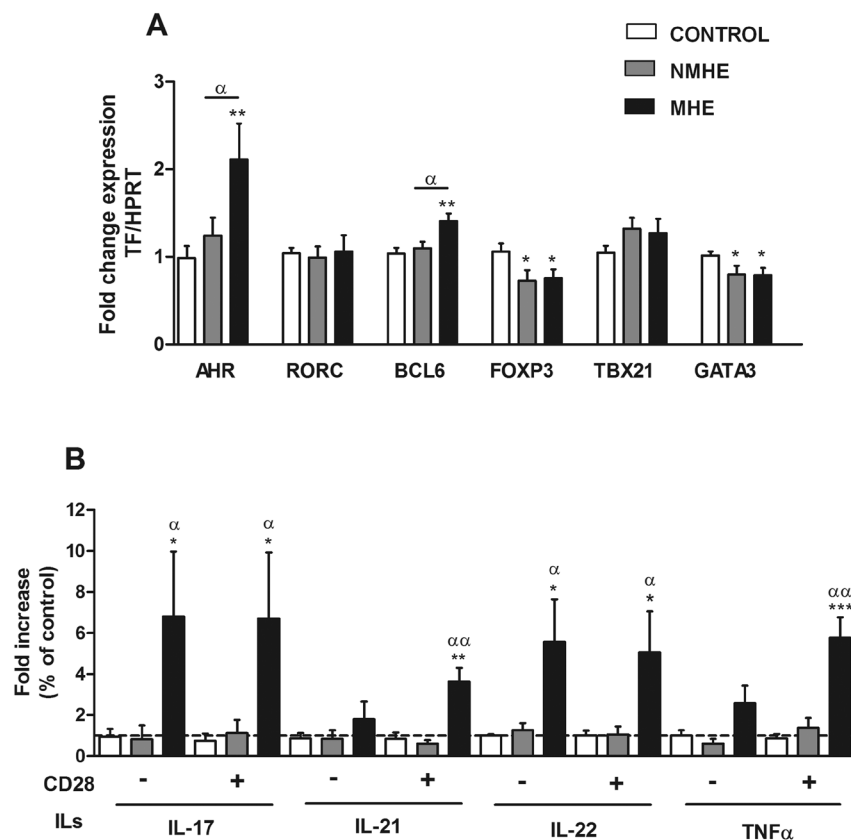 A
CONTROL
NMHE
MHE
Fold change expression
TF/HPRT
3
2
1
0
α
**
α
**
* *
* *
AHR RORC BCL6 FOXP3 TBX21 GATA3
B
Fold increase
(% of control)
12
10
8
6
4
2
0
α
*
α
*
αα
**
α
*
α
*
αα
***
CD28 - + - + - + - +
ILs IL-17 IL-21 IL-22 TNFα